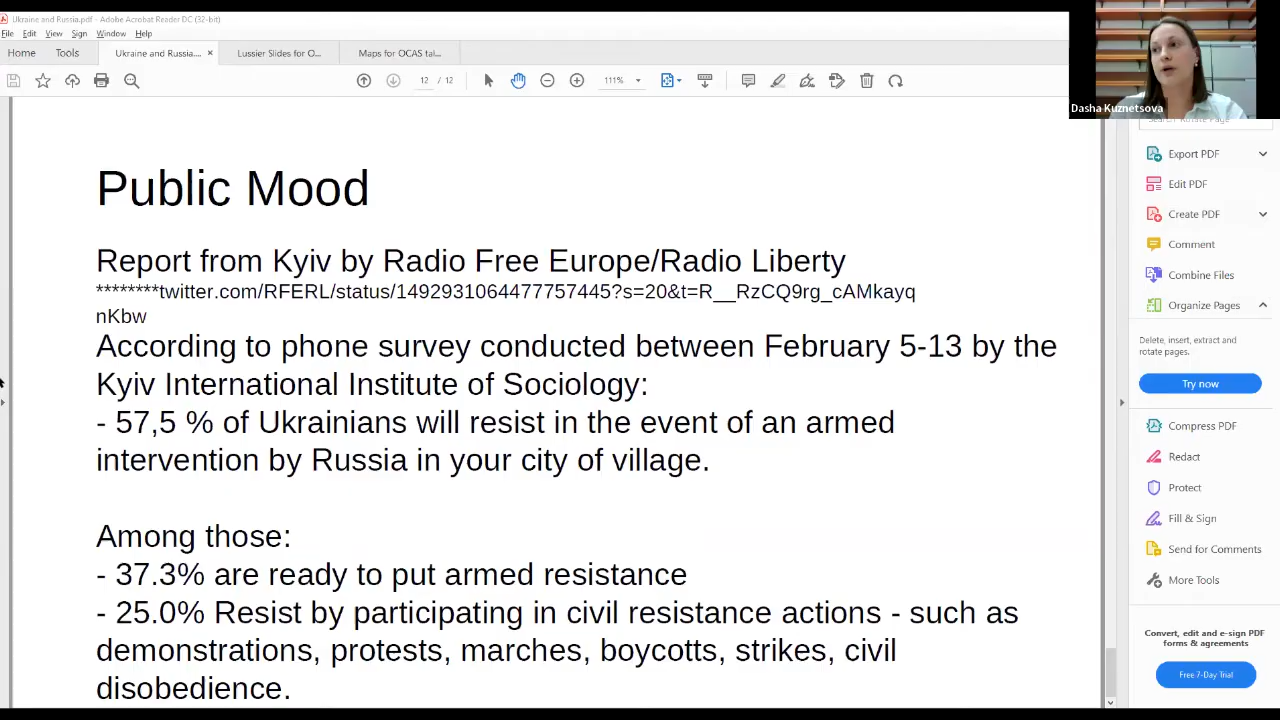 Ukraine and Russia.pdf - Adobe Acrobat Reader DC (32-bit)
File Edit View Sign Window Help
Home Tools Ukraine and Russia.... × Lussier Slides for O... Maps for OCAS tal...
12 / 12 111%
Dasha Kuznetsova
Public Mood
Report from Kyiv by Radio Free Europe/Radio Liberty
********twitter.com/RFERL/status/1492931064477757445?s=20&t=R__RzCQ9rg_cAMkayq
nKbw
According to phone survey conducted between February 5-13 by the
Kyiv International Institute of Sociology:
- 57,5 % of Ukrainians will resist in the event of an armed
intervention by Russia in your city of village.
Among those:
- 37.3% are ready to put armed resistance
- 25.0% Resist by participating in civil resistance actions - such as
demonstrations, protests, marches, boycotts, strikes, civil
disobedience.
Export PDF
Edit PDF
Create PDF
Comment
Combine Files
Organize Pages
Delete, insert, extract and
rotate pages.
Try now
Compress PDF
Redact
Protect
Fill & Sign
Send for Comments
More Tools
Convert, edit and e-sign PDF
forms & agreements
Free 7-Day Trial